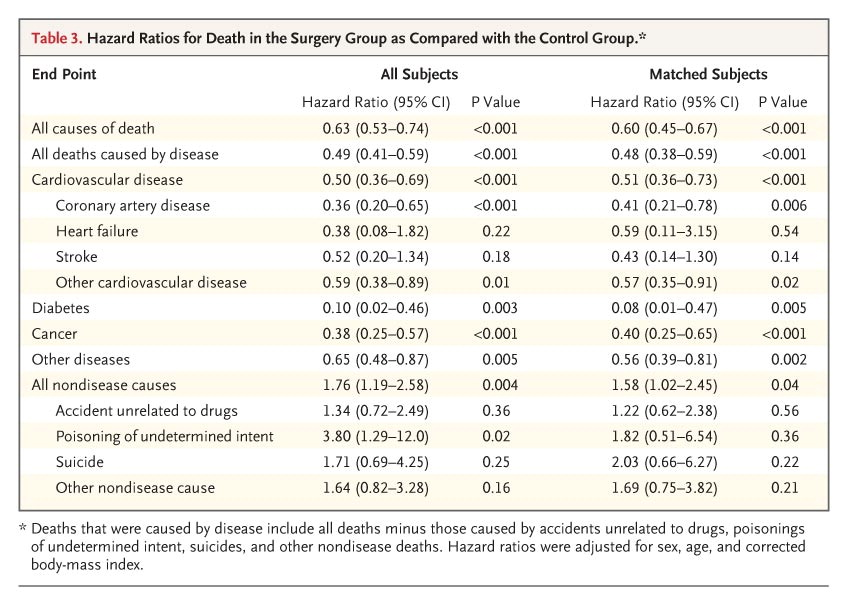 Table 3. Hazard Ratios for Death in the Surgery Group as Compared with the Control Group.*
End Point All Subjects Matched Subjects
Hazard Ratio (95% CI) P Value Hazard Ratio (95% CI) P Value
All causes of death 0.63 (0.53–0.74) <0.001 0.60 (0.45–0.67) <0.001
All deaths caused by disease 0.49 (0.41–0.59) <0.001 0.48 (0.38–0.59) <0.001
Cardiovascular disease 0.50 (0.36–0.69) <0.001 0.51 (0.36–0.73) <0.001
Coronary artery disease 0.36 (0.20–0.65) <0.001 0.41 (0.21–0.78) 0.006
Heart failure 0.38 (0.08–1.82) 0.22 0.59 (0.11–3.15) 0.54
Stroke 0.52 (0.20–1.34) 0.18 0.43 (0.14–1.30) 0.14
Other cardiovascular disease 0.59 (0.38–0.89) 0.01 0.57 (0.35–0.91) 0.02
Diabetes 0.10 (0.02–0.46) 0.003 0.08 (0.01–0.47) 0.005
Cancer 0.38 (0.25–0.57) <0.001 0.40 (0.25–0.65) <0.001
Other diseases 0.65 (0.48–0.87) 0.005 0.56 (0.39–0.81) 0.002
All nondisease causes 1.76 (1.19–2.58) 0.004 1.58 (1.02–2.45) 0.04
Accident unrelated to drugs 1.34 (0.72–2.49) 0.36 1.22 (0.62–2.38) 0.56
Poisoning of undetermined intent 3.80 (1.29–12.0) 0.02 1.82 (0.51–6.54) 0.36
Suicide 1.71 (0.69–4.25) 0.25 2.03 (0.66–6.27) 0.22
Other nondisease cause 1.64 (0.82–3.28) 0.16 1.69 (0.75–3.82) 0.21
* Deaths that were caused by disease include all deaths minus those caused by accidents unrelated to drugs, poisonings
of undetermined intent, suicides, and other nondisease deaths. Hazard ratios were adjusted for sex, age, and corrected
body-mass index.